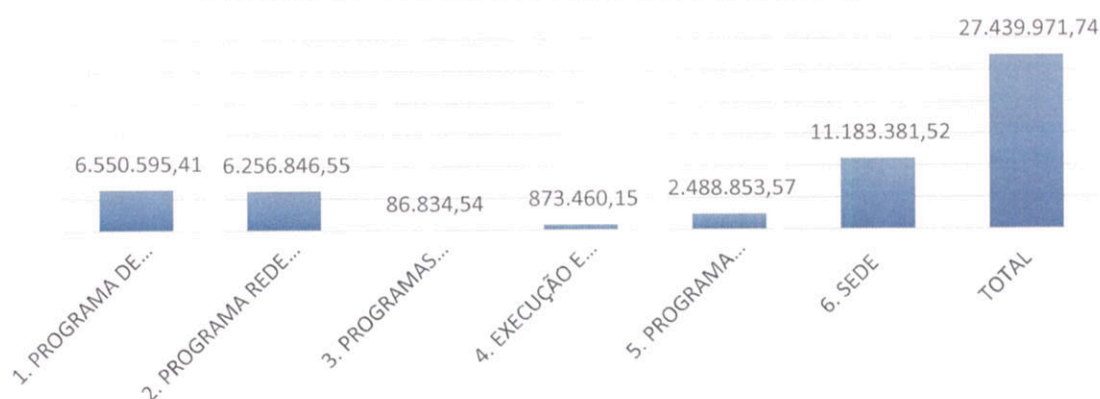 27.439.971,74
11.183.381,52
6.550.595,41
6.256.846,55
86.834,54
873.460,15
2.488.853,57
1. PROGRAMA DE...
2. PROGRAMA REDE...
3. PROGRAMAS...
4. EXECUÇÃO E...
5. PROGRAMA...
6. SEDE
TOTAL